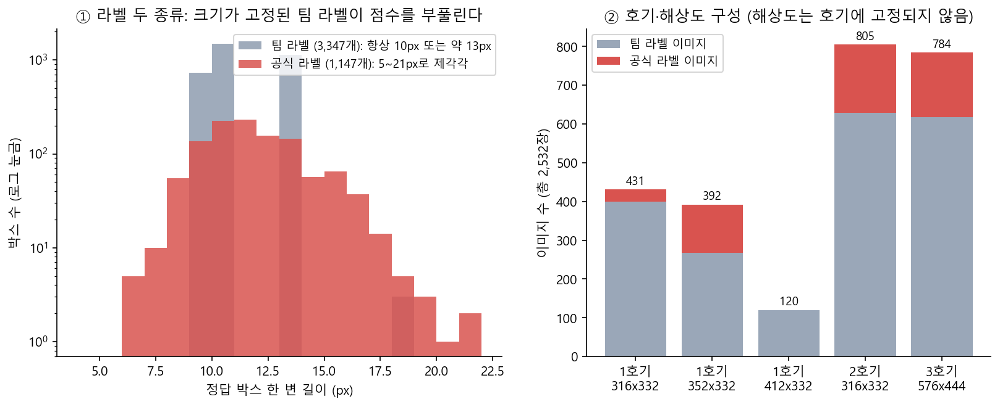 ① 라벨 두 종류: 크기가 고정된 팀 라벨이 점수를 부풀린다
팀 라벨 (3,347개): 항상 10px 또는 약 13px
공식 라벨 (1,147개): 5~21px로 제각각
박스 수 (로그 눈금)
10³
10²
10¹
10⁰
5.0 7.5 10.0 12.5 15.0 17.5 20.0 22.5
정답 박스 한 변 길이 (px)
② 호기·해상도 구성 (해상도는 호기에 고정되지 않음)
팀 라벨 이미지
공식 라벨 이미지
이미지 수 (총 2,532장)
800
700
600
500
400
300
200
100
0
431
392
120
805
784
1호기
316x332
1호기
352x332
1호기
412x332
2호기
316x332
3호기
576x444